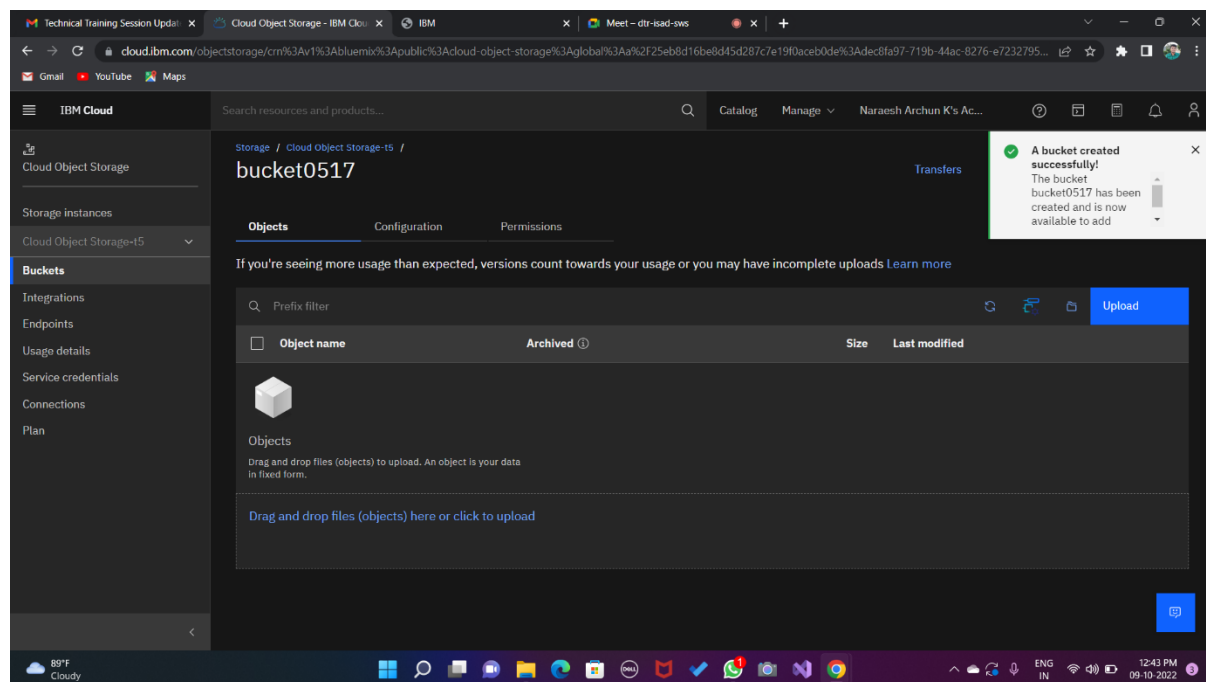 Technical Training Session Updat
Cloud Object Storage - IBM Clou
IBM
Meet – dtr-isad-sws
cloud.ibm.com/objectstorage/crn%3Av1%3Abluemix%3Apublic%3Acloud-object-storage%3Aglobal%3Aa%2F25eb8d16be8d45d287c7e19f0aceb0de%3Adec8fa97-719b-44ac-8276-e7232795...
Gmail
YouTube
Maps
IBM Cloud
Search resources and products...
Catalog
Manage
Naraesh Archun K's Ac...
Cloud Object Storage
Storage instances
Cloud Object Storage-t5
Buckets
Integrations
Endpoints
Usage details
Service credentials
Connections
Plan
Storage / Cloud Object Storage-t5 /
bucket0517
Transfers
A bucket created
successfully!
The bucket
bucket0517 has been
created and is now
available to add
Objects
Configuration
Permissions
If you're seeing more usage than expected, versions count towards your usage or you may have incomplete uploads Learn more
Prefix filter
Upload
Object name
Archived
Size
Last modified
Objects
Drag and drop files (objects) to upload. An object is your data
in fixed form.
Drag and drop files (objects) here or click to upload
89°F
Cloudy
DELL
ENG
IN
12:43 PM
09-10-2022
3